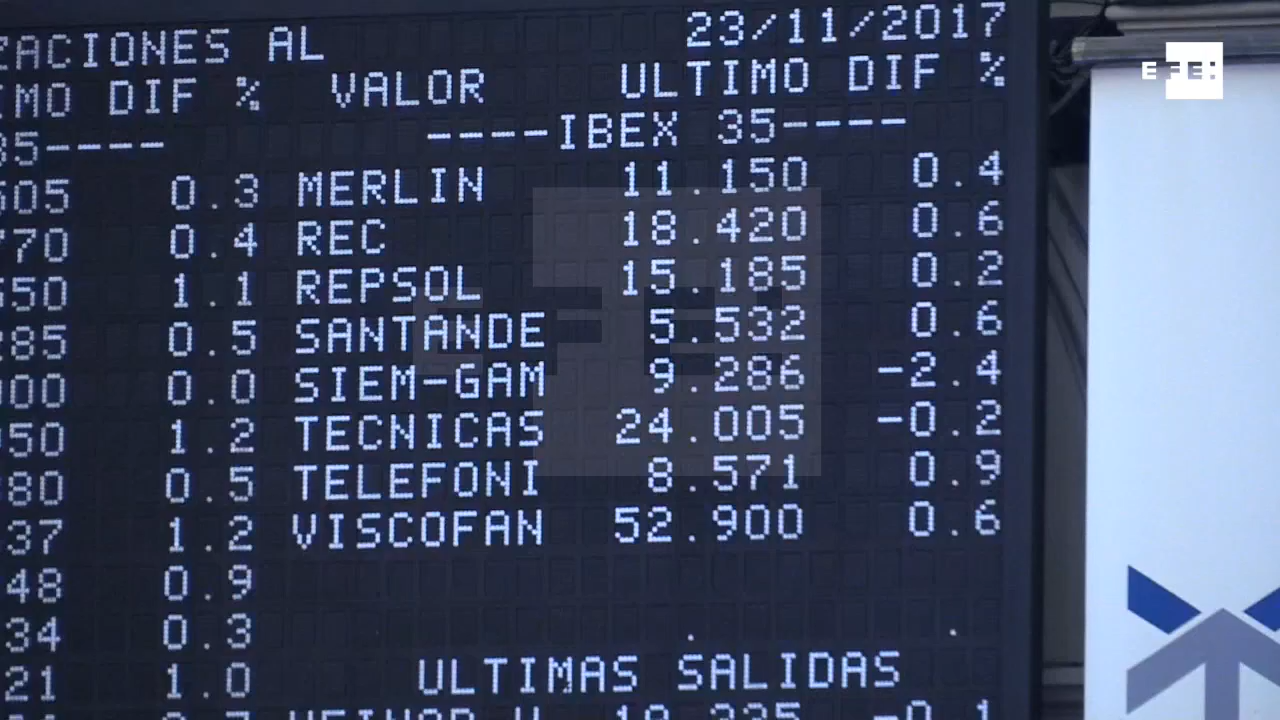 ZACIONES AL 23/11/2017
IMO DIF % VALOR ULTIMO DIF %
35---- ----IBEX 35----
605 0.3 MERLIN 11.150 0.4
770 0.4 REC 18.420 0.6
550 1.1 REPSOL 15.185 0.2
285 0.5 SANTANDE 5.532 0.6
000 0.0 SIEM-GAM 9.286 -2.4
950 1.2 TECNICAS 24.005 -0.2
80 0.5 TELEFONI 8.571 0.9
37 1.2 VISCOFAN 52.900 0.6
48 0.9
34 0.3
21 1.0 ULTIMAS SALIDAS
EFE: